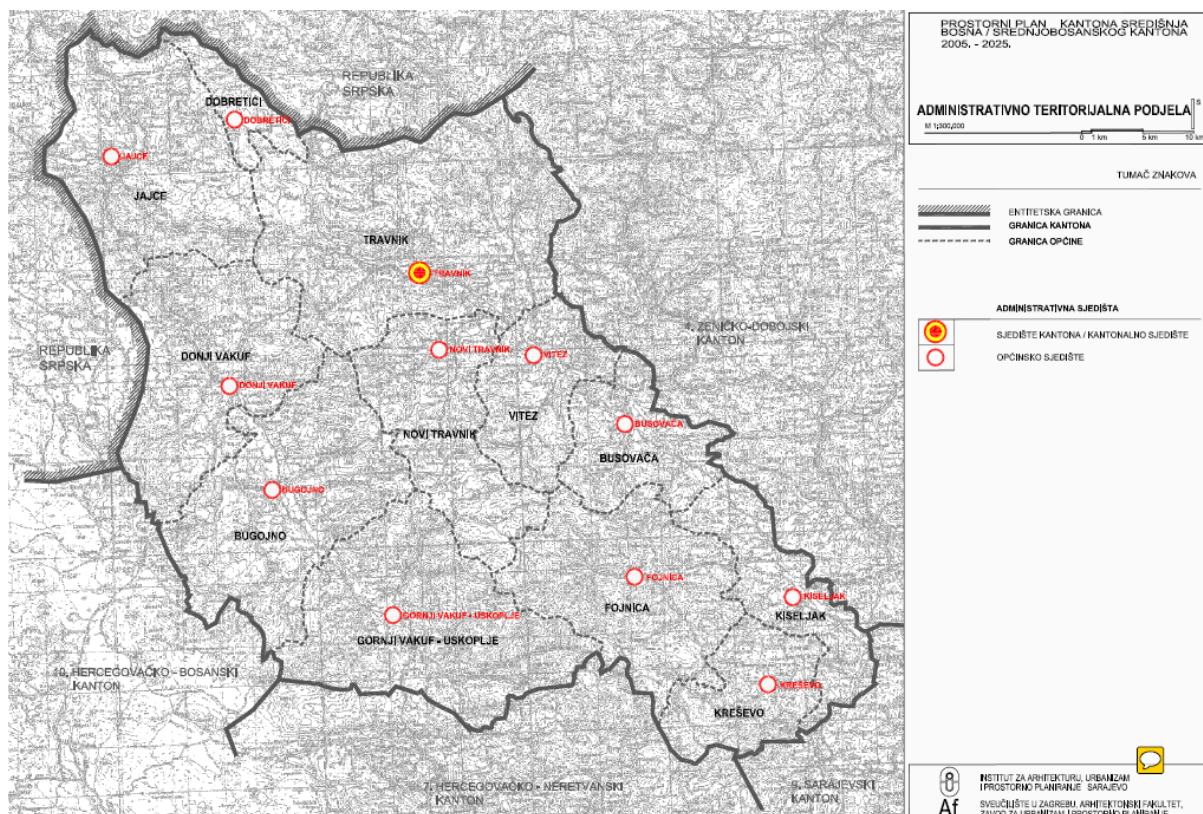 PROSTORNI PLAN KANTONA SREDIŠNJA
BOSNA / SREDNJOBOSANSKOG KANTONA
2005. - 2025.
ADMINISTRATIVNO TERITORIJALNA PODJELA
S
M 1:300,000
0 1 km 5 km 10 km
TUMAČ ZNAKOVA
ENTITETSKA GRANICA
GRANICA KANTONA
GRANICA OPĆINE
ADMINISTRATIVNA SJEDIŠTA
SJEDIŠTE KANTONA / KANTONALNO SJEDIŠTE
OPĆINSKO SJEDIŠTE
REPUBLIKA
SRPSKA
DOBRETIĆI
DOBRETIĆI
JAJCE
JAJCE
TRAVNIK
TRAVNIK
4. ZENIČKO-DOBOJSKI
KANTON
REPUBLIKA
SRPSKA
DONJI VAKUF
DONJI VAKUF
NOVI TRAVNIK
NOVI TRAVNIK
VITEZ
VITEZ
BUSOVAČA
BUSOVAČA
BUGOJNO
BUGOJNO
FOJNICA
FOJNICA
KISELJAK
KISELJAK
GORNJI VAKUF - USKOPLJE
GORNJI VAKUF - USKOPLJE
KREŠEVO
KREŠEVO
10. HERCEGOVAČKO - BOSANSKI
KANTON
7. HERCEGOVAČKO - NERETVANSKI
KANTON
9. SARAJEVSKI
KANTON
INSTITUT ZA ARHITEKTURU, URBANIZAM
I PROSTORNO PLANIRANJE SARAJEVO
Af
SVEUČILIŠTE U ZAGREBU, ARHITEKTONSKI FAKULTET,
ZAVOD ZA URBANIZAM I PROSTORNO PLANIRANJE